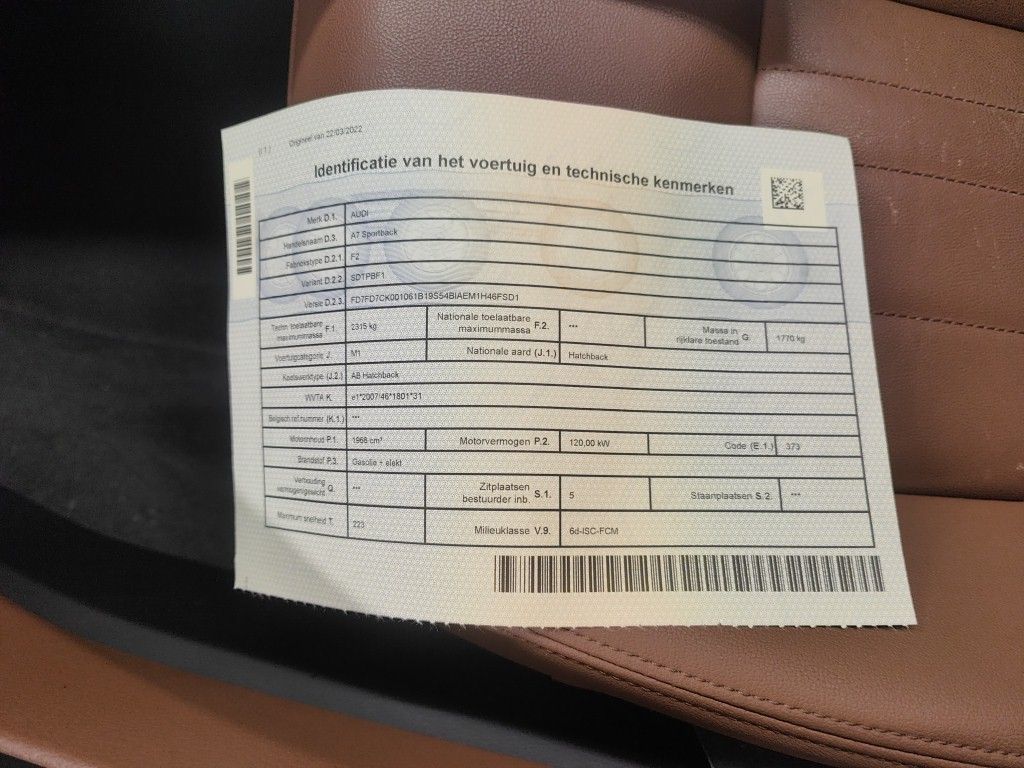 (11) Origineel van 22/03/2022
Identificatie van het voertuig en technische kenmerken
Merk D.1. AUDI
Handelsnaam D.3. A7 Sportback
Fabriekstype D.2.1. F2
Variant D.2.2. SDTPBF1
Versie D.2.3. FD7FD7CK001061B19S54BIAEM1H46FSD1
Techn. toelaatbare maximummassa F.1. 2315 kg Nationale toelaatbare maximummassa F.2. *** Massa in rijklare toestand G. 1770 kg
Voertuigcategorie J. M1 Nationale aard (J.1.) Hatchback
Koetswerktype (J.2.) AB Hatchback
WVTA K. e1*2007/46*1801*31
Belgisch ref.nummer (K.1.) ***
Motorinhoud P.1. 1968 cm³ Motorvermogen P.2. 120,00 kW Code (E.1.) 373
Brandstof P.3. Gasolie + elekt
Verhouding vermogen/gewicht Q. *** Zitplaatsen bestuurder inb. S.1. 5 Staanplaatsen S.2. ***
Maximum snelheid T. 223 Milieuklasse V.9. 6d-ISC-FCM